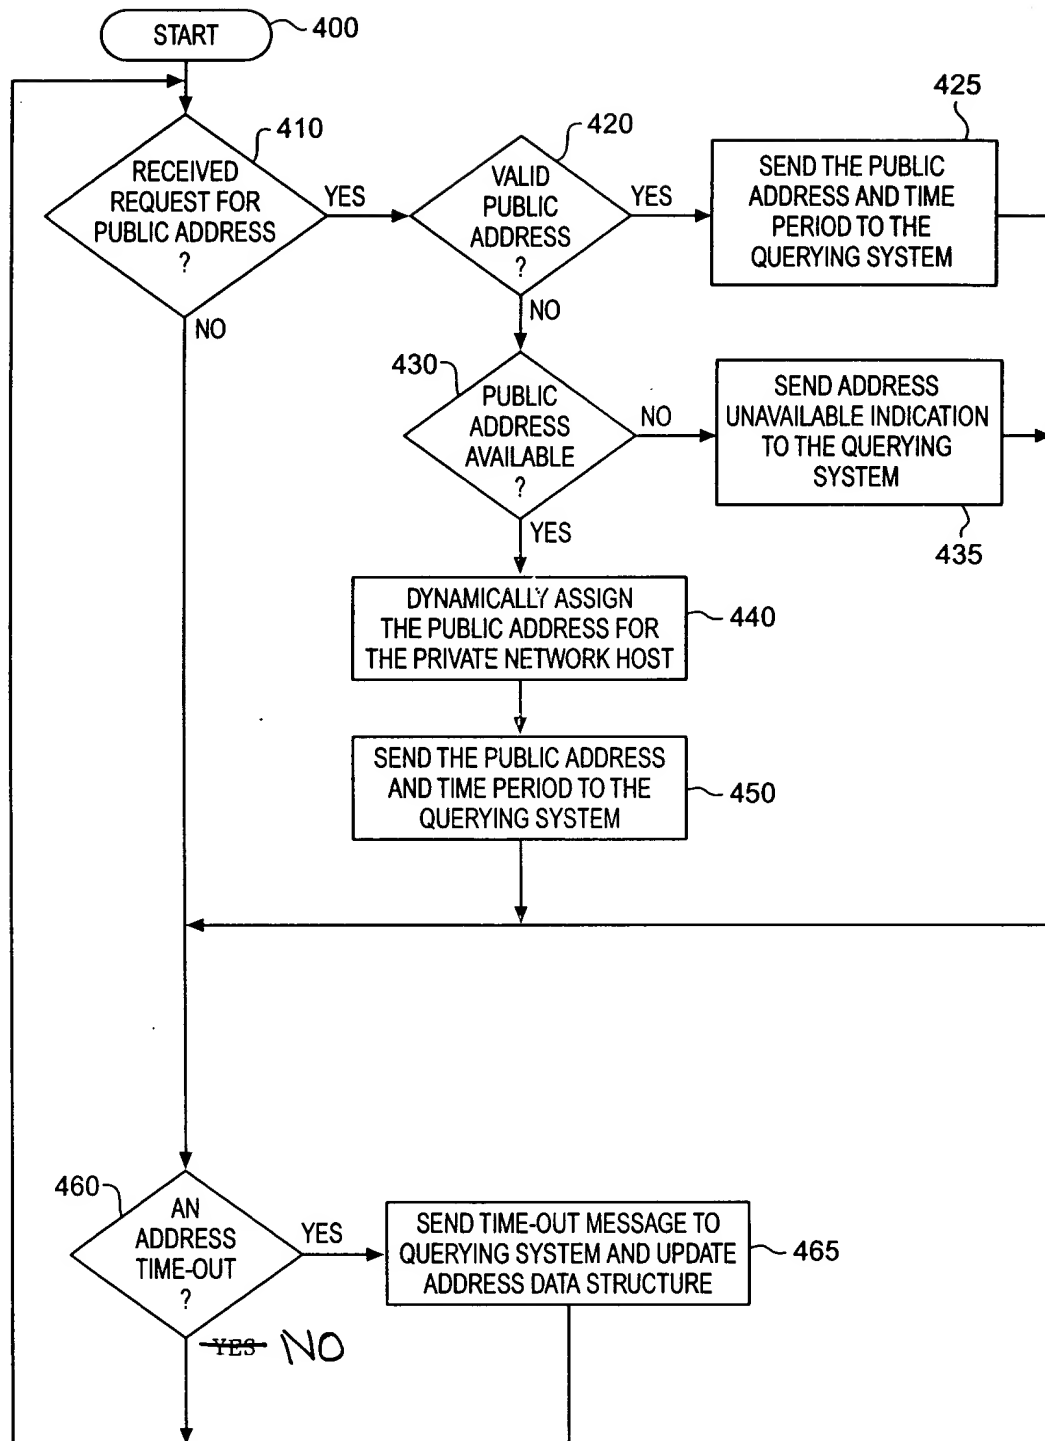 START
400
410
RECEIVED
REQUEST FOR
PUBLIC ADDRESS
?
YES
NO
420
VALID
PUBLIC
ADDRESS
?
YES
NO
425
SEND THE PUBLIC
ADDRESS AND TIME
PERIOD TO THE
QUERYING SYSTEM
430
PUBLIC
ADDRESS
AVAILABLE
?
NO
YES
SEND ADDRESS
UNAVAILABLE INDICATION
TO THE QUERYING
SYSTEM
435
DYNAMICALLY ASSIGN
THE PUBLIC ADDRESS FOR
THE PRIVATE NETWORK HOST
440
SEND THE PUBLIC ADDRESS
AND TIME PERIOD TO THE
QUERYING SYSTEM
450
460
AN
ADDRESS
TIME-OUT
?
YES
SEND TIME-OUT MESSAGE TO
QUERYING SYSTEM AND UPDATE
ADDRESS DATA STRUCTURE
465
YES NO